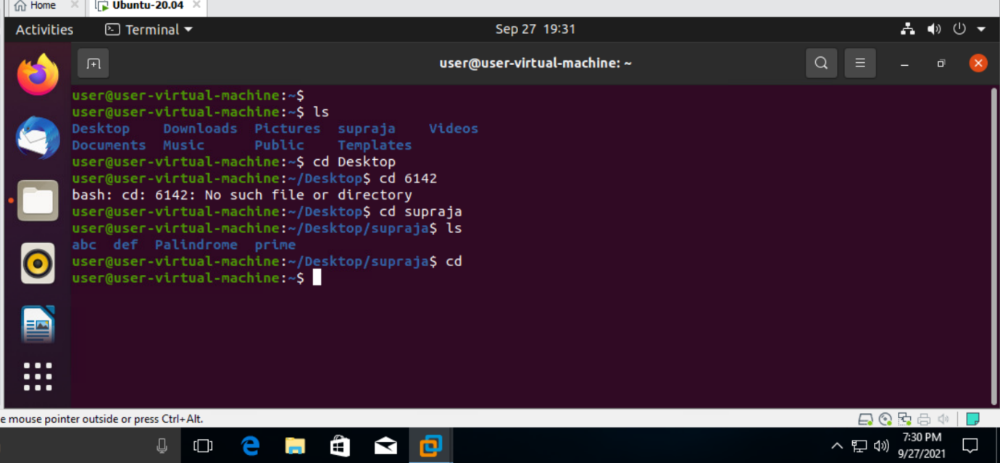 Home Ubuntu-20.04
Activities Terminal Sep 27 19:31
user@user-virtual-machine: ~
user@user-virtual-machine:~$
user@user-virtual-machine:~$ ls
Desktop Downloads Pictures supraja Videos
Documents Music Public Templates
user@user-virtual-machine:~$ cd Desktop
user@user-virtual-machine:~/Desktop$ cd 6142
bash: cd: 6142: No such file or directory
user@user-virtual-machine:~/Desktop$ cd supraja
user@user-virtual-machine:~/Desktop/supraja$ ls
abc def Palindrome prime
user@user-virtual-machine:~/Desktop/supraja$ cd
user@user-virtual-machine:~$
e mouse pointer outside or press Ctrl+Alt.
7:30 PM
9/27/2021